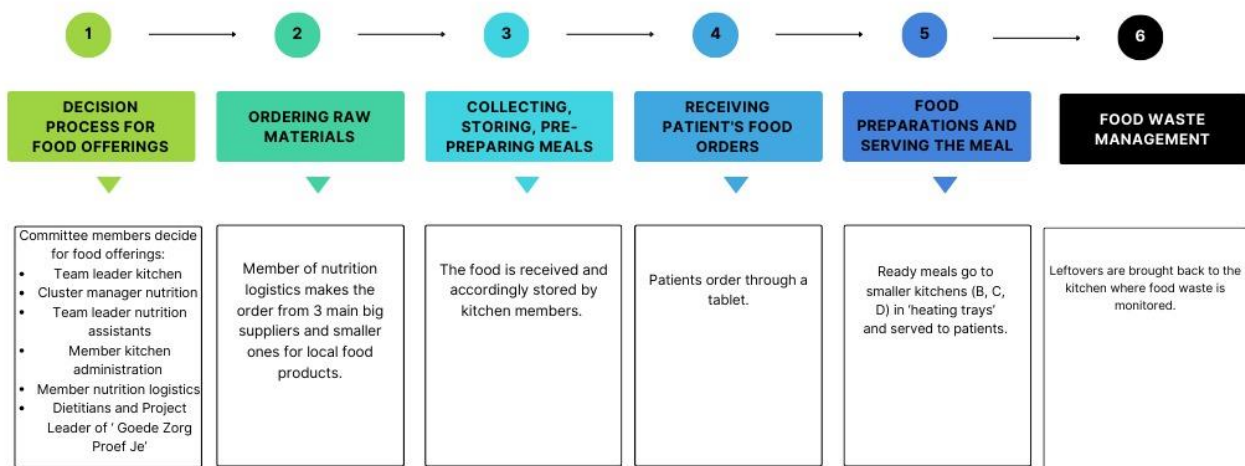 1
2
3
4
5
6
DECISION
PROCESS FOR
FOOD OFFERINGS
ORDERING RAW
MATERIALS
COLLECTING,
STORING, PRE-
PREPARING MEALS
RECEIVING
PATIENT'S FOOD
ORDERS
FOOD
PREPARATIONS AND
SERVING THE MEAL
FOOD WASTE
MANAGEMENT
Committee members decide
for food offerings:
• Team leader kitchen
• Cluster manager nutrition
• Team leader nutrition
assistants
• Member kitchen
administration
• Member nutrition logistics
• Dietitians and Project
Leader of ‘ Goede Zorg
Proef Je’
Member of nutrition
logistics makes the
order from 3 main big
suppliers and smaller
ones for local food
products.
The food is received and
accordingly stored by
kitchen members.
Patients order through a
tablet.
Ready meals go to
smaller kitchens (B, C,
D) in ‘heating trays’
and served to patients.
Leftovers are brought back to the
kitchen where food waste is
monitored.